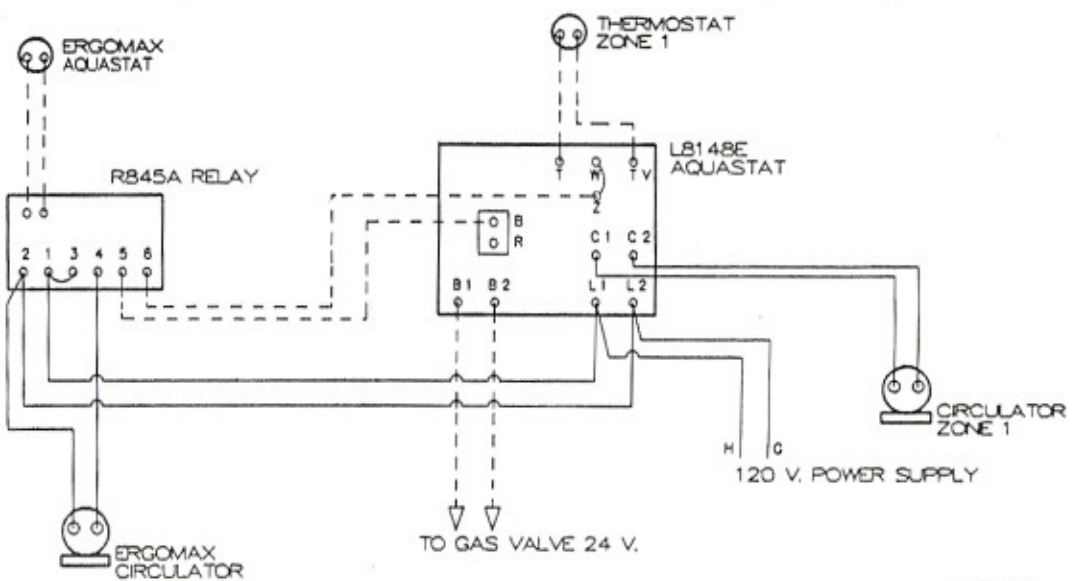 ERGOMAX
AQUASTAT
THERMOSTAT
ZONE 1
L8148E
AQUASTAT
R845A RELAY
T W T V
Z
B
R
C1 C2
2 1 3 4 5 6
B1 B2 L1 L2
CIRCULATOR
ZONE 1
H G
120 V. POWER SUPPLY
TO GAS VALVE 24 V.
ERGOMAX
CIRCULATOR